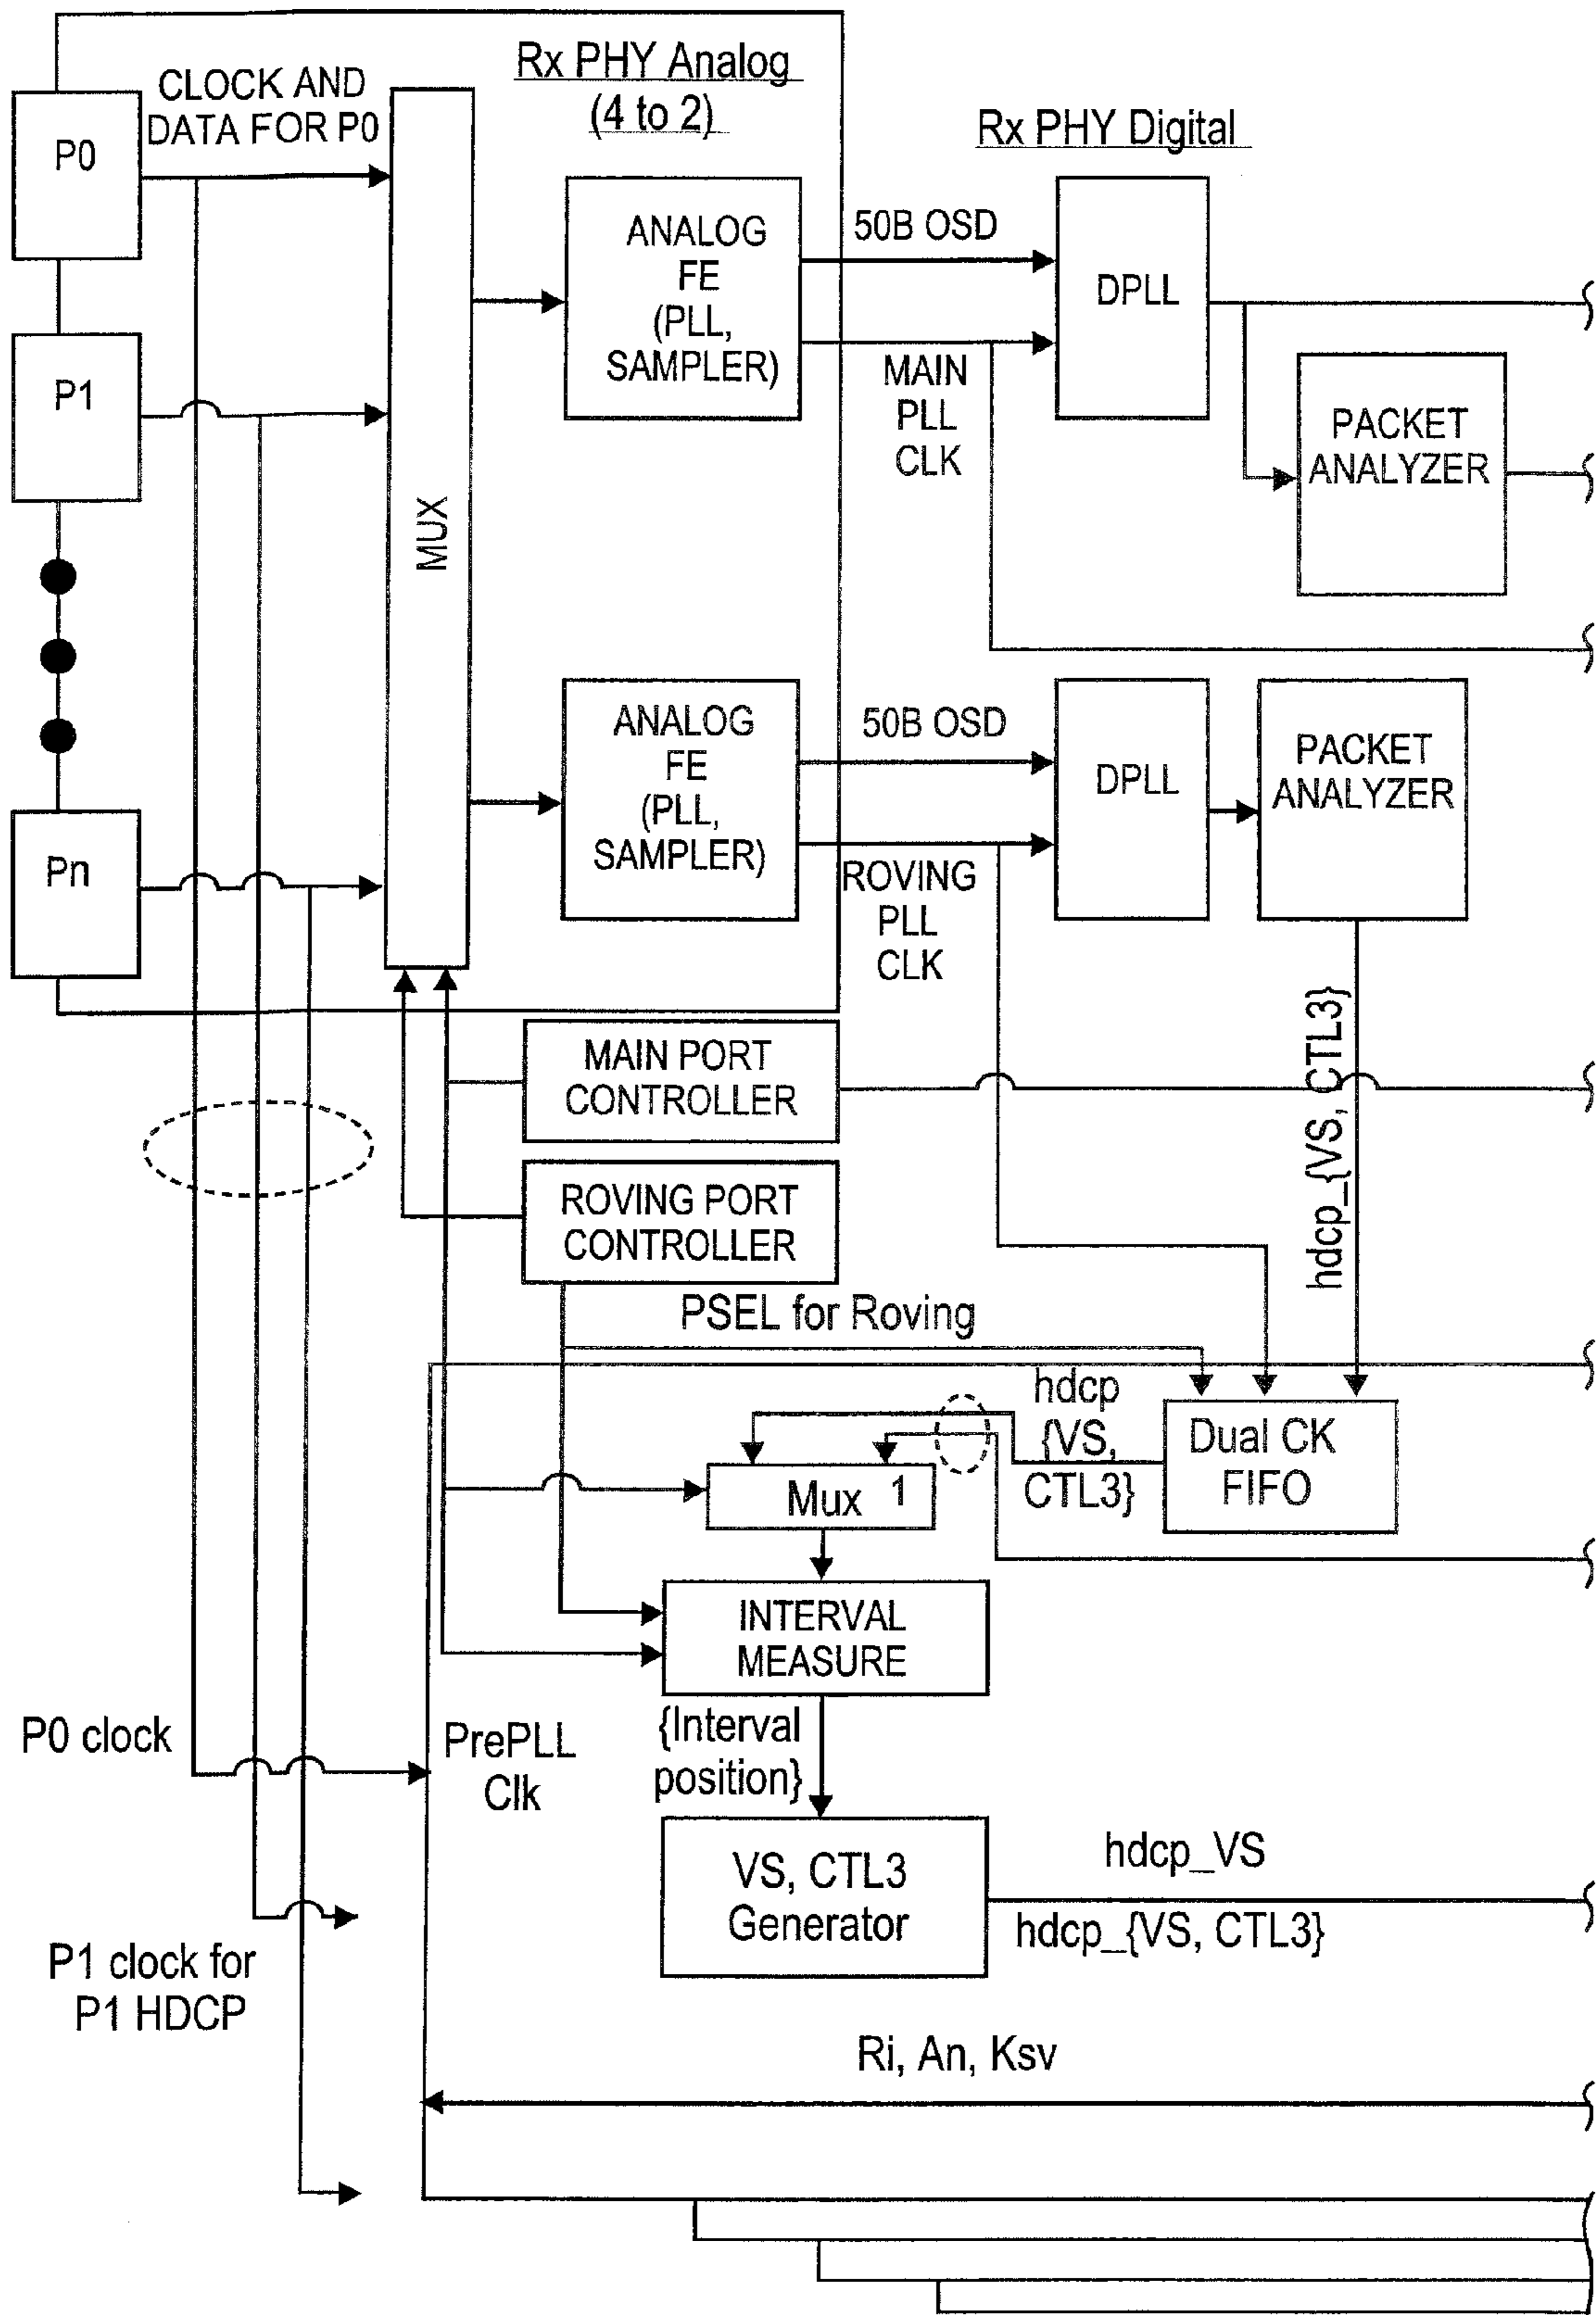 Rx PHY Analog
(4 to 2)
CLOCK AND
DATA FOR P0
Rx PHY Digital
P0
ANALOG
FE
(PLL,
SAMPLER)
50B OSD
DPLL
MAIN
PLL
CLK
P1
PACKET
ANALYZER
MUX
ANALOG
FE
(PLL,
SAMPLER)
50B OSD
DPLL
PACKET
ANALYZER
Pn
ROVING
PLL
CLK
hdcp_{VS, CTL3}
MAIN PORT
CONTROLLER
ROVING PORT
CONTROLLER
PSEL for Roving
hdcp
{VS,
CTL3}
Dual CK
FIFO
Mux 1
INTERVAL
MEASURE
P0 clock
PrePLL
Clk
{Interval
position}
VS, CTL3
Generator
hdcp_VS
hdcp_{VS, CTL3}
P1 clock for
P1 HDCP
Ri, An, Ksv